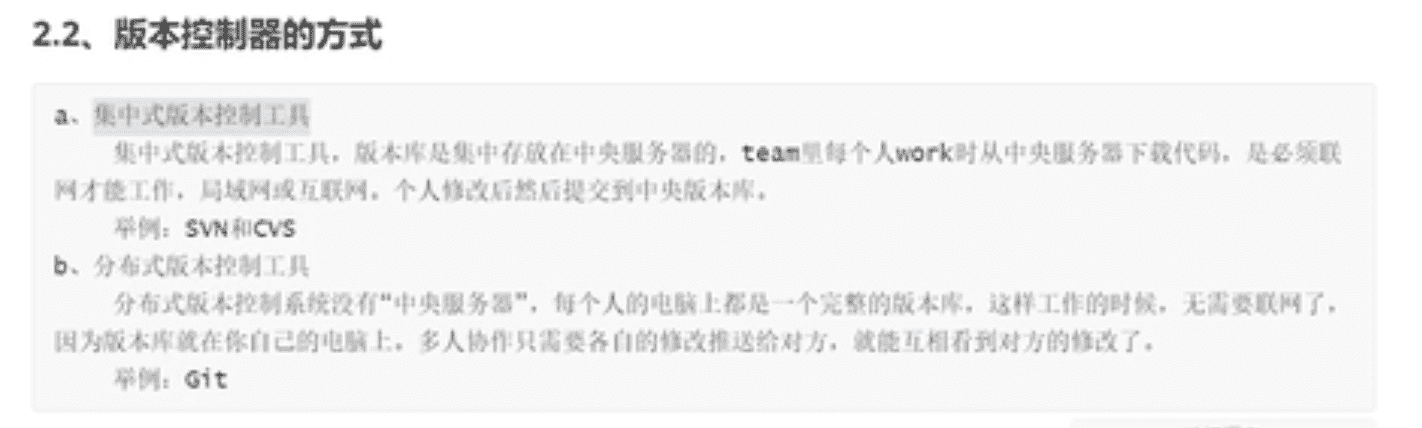 2.2、版本控制器的方式
a、集中式版本控制工具
集中式版本控制工具，版本库是集中存放在中央服务器的，team里每个人work时从中央服务器下载代码，是必须联
网才能工作，局域网或互联网。个人修改后然后提交到中央版本库。
举例：SVN和CVS
b、分布式版本控制工具
分布式版本控制系统没有“中央服务器”，每个人的电脑上都是一个完整的版本库，这样工作的时候，无需要联网了，
因为版本库就在你自己的电脑上。多人协作只需要各自的修改推送给对方，就能互相看到对方的修改了。
举例：Git